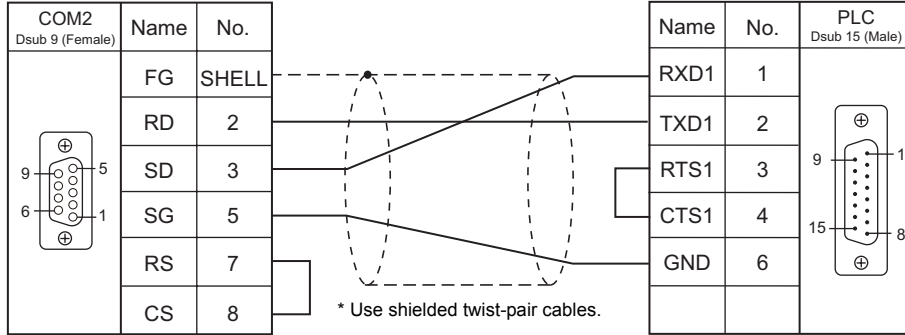 COM2
Dsub 9 (Female)
Name No.
FG SHELL
RD 2
SD 3
SG 5
RS 7
CS 8
9
6
5
1
* Use shielded twist-pair cables.
Name No.
PLC
Dsub 15 (Male)
RXD1 1
TXD1 2
RTS1 3
CTS1 4
GND 6
9
15
1
8